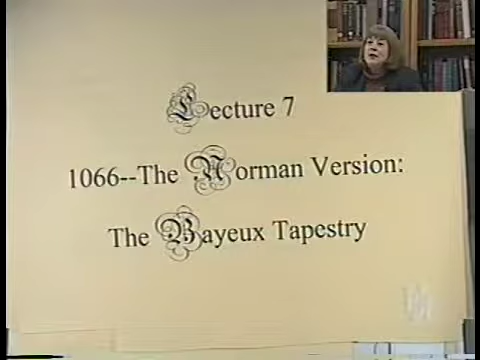 Lecture 7
1066--The Norman Version:
The Bayeux Tapestry